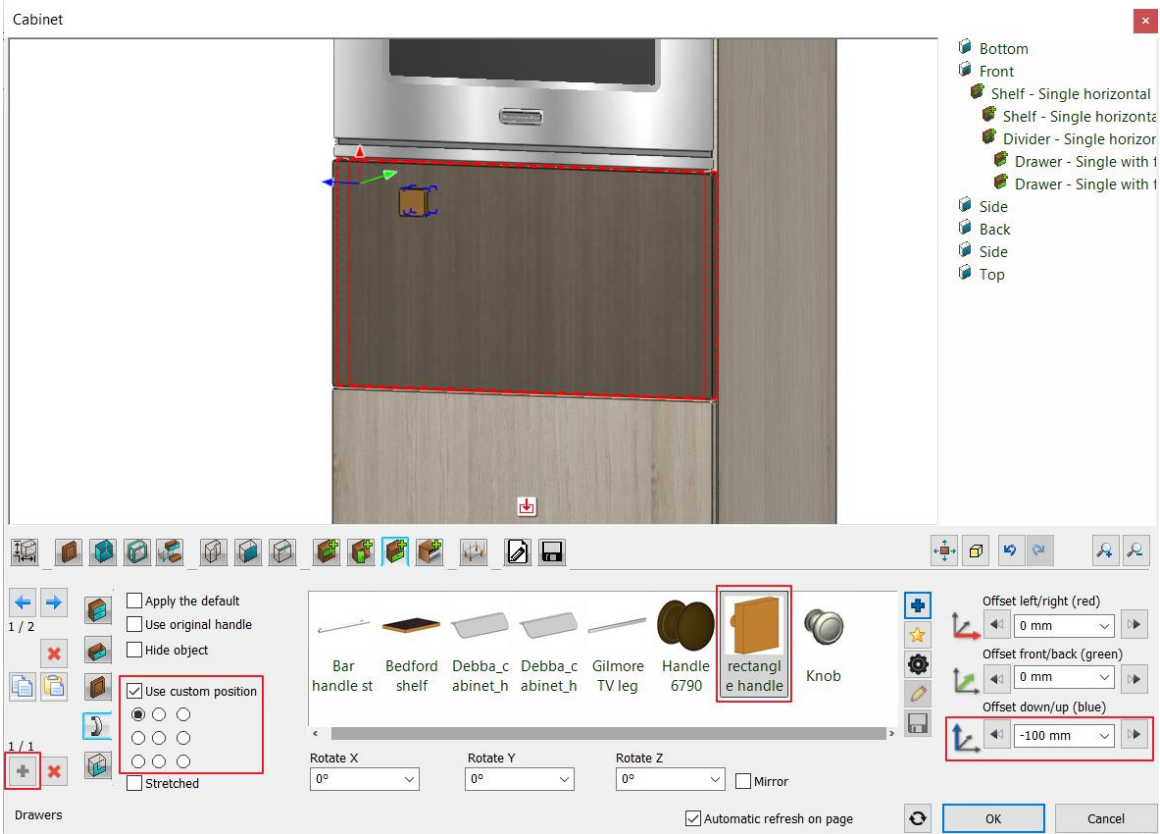 Cabinet
Bottom
Front
Shelf - Single horizontal
Shelf - Single horizonta
Divider - Single horizor
Drawer - Single with f
Drawer - Single with f
Side
Back
Side
Top
1 / 2
Apply the default
Use original handle
Hide object
Use custom position
1 / 1
Stretched
Bar
handle st
Bedford
shelf
Debba_c
abinet_h
Debba_c
abinet_h
Gilmore
TV leg
Handle
6790
rectangl
e handle
Knob
Rotate X
0°
Rotate Y
0°
Rotate Z
0°
Mirror
Offset left/right (red)
0 mm
Offset front/back (green)
0 mm
Offset down/up (blue)
-100 mm
Drawers
Automatic refresh on page
OK
Cancel